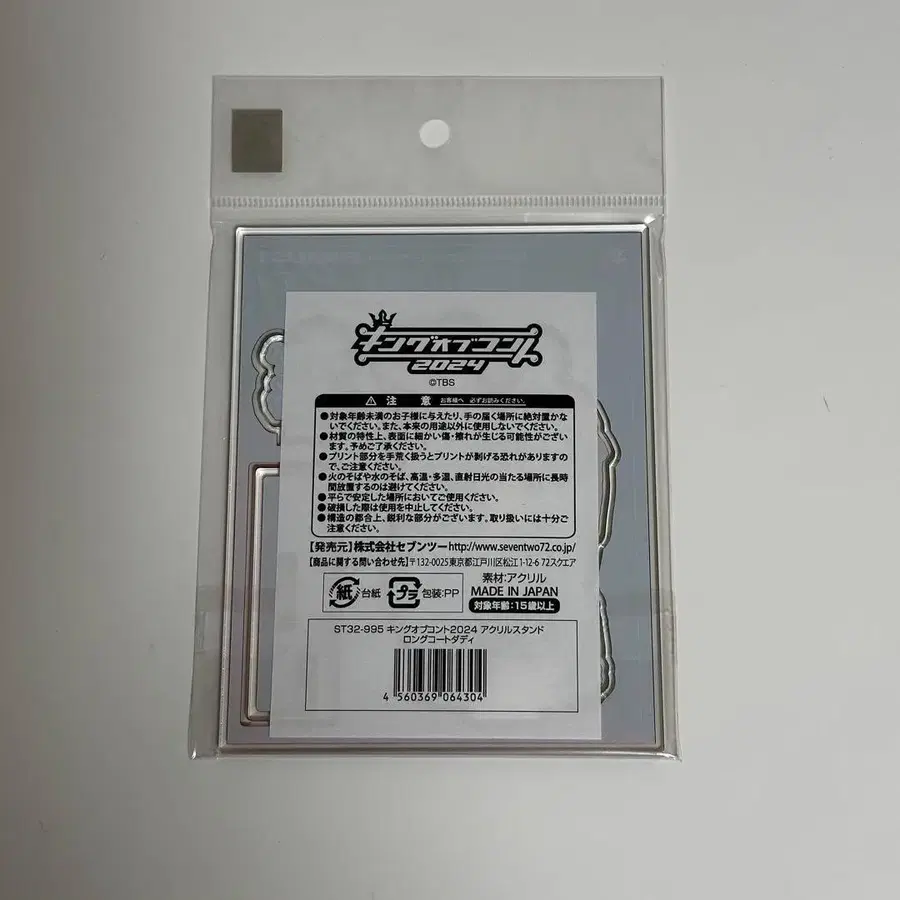 キングオブコント
2024
©TBS
注 意 お客様へ 必ずお読みください。
●対象年齢未満のお子様に与えたり、手の届く場所に絶対置かな
いでください。また、本来の用途以外に使用しないでください。
●材質の特性上、表面に細かい傷・擦れが生じる可能性がござい
ます。予めご了承ください。
●プリント部分を手荒く扱うとプリントが剥げる恐れがありますの
で、ご注意ください。
●火のそばや水のそば、高温・多湿、直射日光の当たる場所に長時
間放置するのは避けてください。
●平らで安定した場所においてご使用ください。
●破損した際は使用を中止してください。
●構造の都合上、鋭利な部分がございます。取り扱いには十分ご
注意ください。
【発売元】株式会社セブンツー http://www.seventwo72.co.jp/
【商品に関する問い合わせ先】〒132-0025 東京都江戸川区松江1-12-6 72スクエア
紙 台紙 プラ 包装:PP
素材:アクリル
MADE IN JAPAN
対象年齢:15歳以上
ST32-995 キングオブコント2024 アクリルスタンド
ロングコートダディ
4 560369 064304